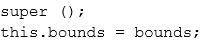 super ();
this.bounds = bounds;